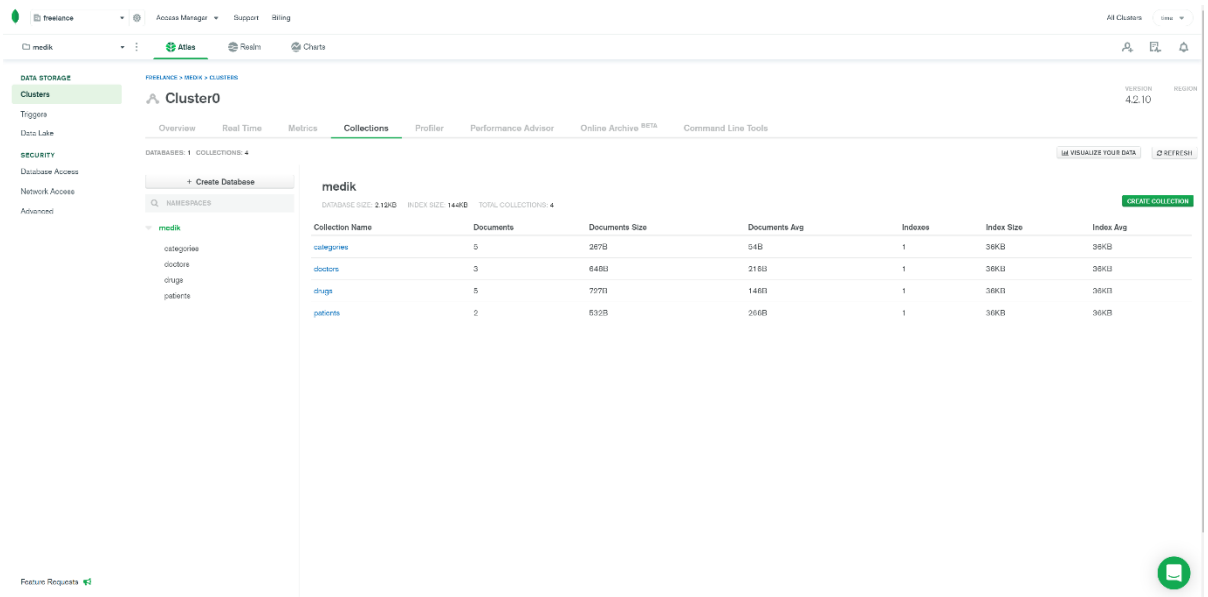 freelance Access Manager Support Billing All Clusters
medik Atlas Realm Charts
DATA STORAGE
Clusters
Triggers
Data Lake
SECURITY
Database Access
Network Access
Advanced
Feature Requests
FREELANCE > MEDIK > CLUSTERS
Cluster0
VERSION REGION
4.2.10
Overview Real Time Metrics Collections Profiler Performance Advisor Online Archive BETA Command Line Tools
DATABASES: 1 COLLECTIONS: 4
VISUALIZE YOUR DATA REFRESH
+ Create Database
NAMESPACES
medik
categories
doctors
drugs
patients
medik
DATABASE SIZE: 2.12KB INDEX SIZE: 144KB TOTAL COLLECTIONS: 4
CREATE COLLECTION
Collection Name Documents Documents Size Documents Avg Indexes Index Size Index Avg
categories 5 267B 54B 1 36KB 36KB
doctors 3 648B 216B 1 36KB 36KB
drugs 5 727B 146B 1 36KB 36KB
patients 2 532B 266B 1 36KB 36KB